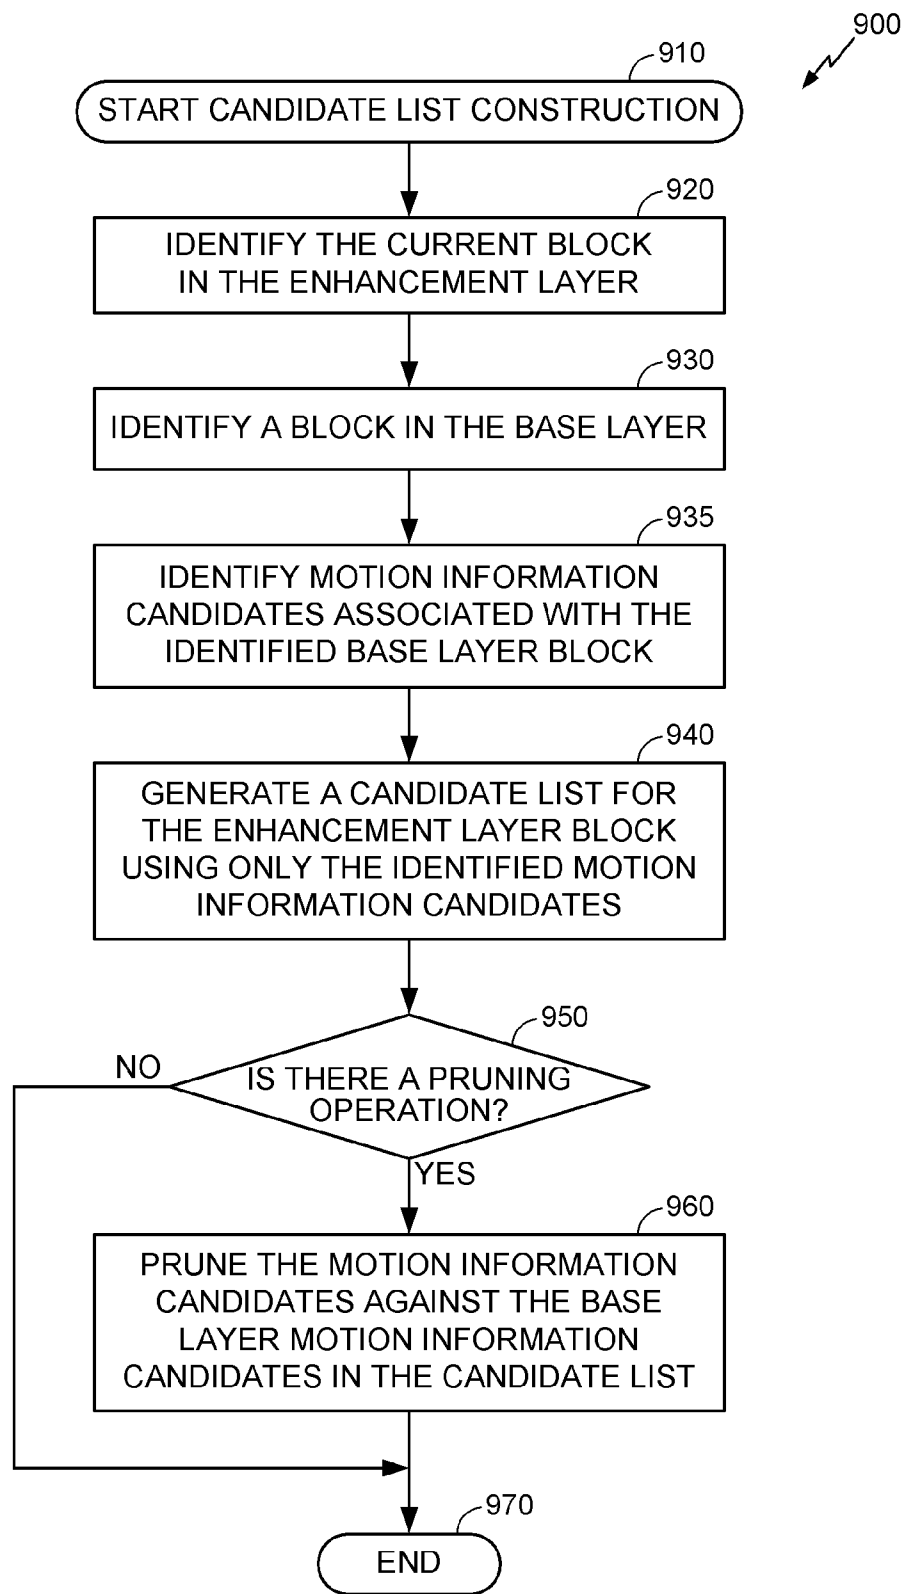 900
910
START CANDIDATE LIST CONSTRUCTION
920
IDENTIFY THE CURRENT BLOCK
IN THE ENHANCEMENT LAYER
930
IDENTIFY A BLOCK IN THE BASE LAYER
935
IDENTIFY MOTION INFORMATION
CANDIDATES ASSOCIATED WITH THE
IDENTIFIED BASE LAYER BLOCK
940
GENERATE A CANDIDATE LIST FOR
THE ENHANCEMENT LAYER BLOCK
USING ONLY THE IDENTIFIED MOTION
INFORMATION CANDIDATES
950
NO
IS THERE A PRUNING
OPERATION?
YES
960
PRUNE THE MOTION INFORMATION
CANDIDATES AGAINST THE BASE
LAYER MOTION INFORMATION
CANDIDATES IN THE CANDIDATE LIST
970
END